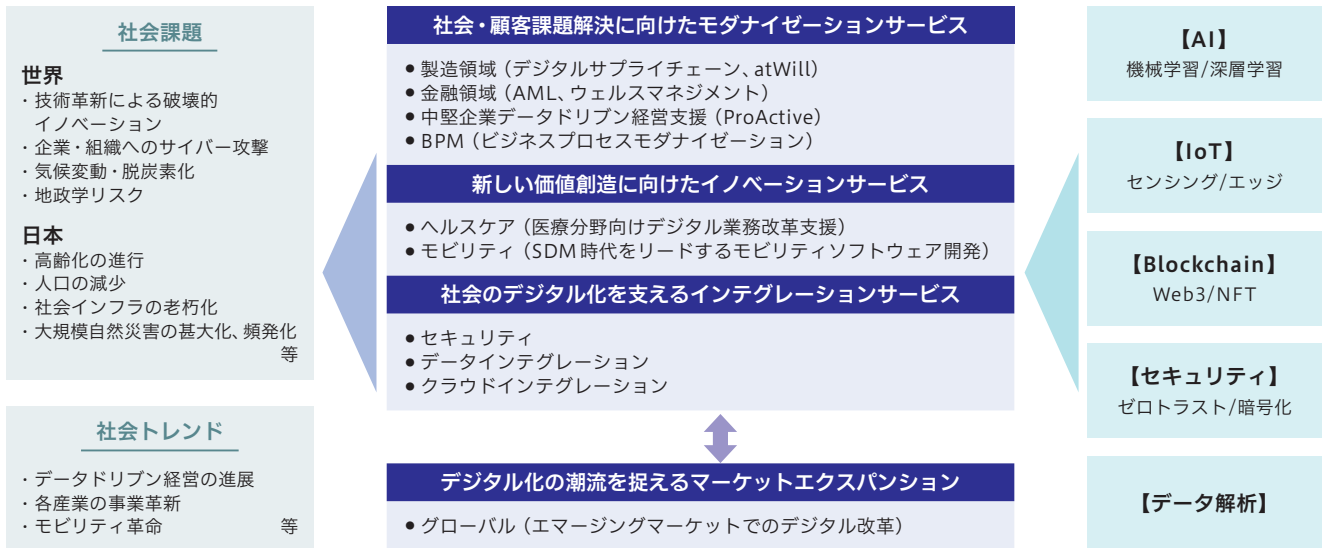 社会課題
世界
・技術革新による破壊的
イノベーション
・企業・組織へのサイバー攻撃
・気候変動・脱炭素化
・地政学リスク
日本
・高齢化の進行
・人口の減少
・社会インフラの老朽化
・大規模自然災害の甚大化、頻発化
等
社会トレンド
・データドリブン経営の進展
・各産業の事業革新
・モビリティ革命 等
社会・顧客課題解決に向けたモダナイゼーションサービス
●製造領域（デジタルサプライチェーン、atWill）
●金融領域（AML、ウェルスマネジメント）
●中堅企業データドリブン経営支援（ProActive）
●BPM（ビジネスプロセスモダナイゼーション）
新しい価値創造に向けたイノベーションサービス
●ヘルスケア（医療分野向けデジタル業務改革支援）
●モビリティ（SDM時代をリードするモビリティソフトウェア開発）
社会のデジタル化を支えるインテグレーションサービス
●セキュリティ
●データインテグレーション
●クラウドインテグレーション
デジタル化の潮流を捉えるマーケットエクスパンション
●グローバル（エマージングマーケットでのデジタル改革）
【AI】
機械学習/深層学習
【IoT】
センシング/エッジ
【Blockchain】
Web3/NFT
【セキュリティ】
ゼロトラスト/暗号化
【データ解析】